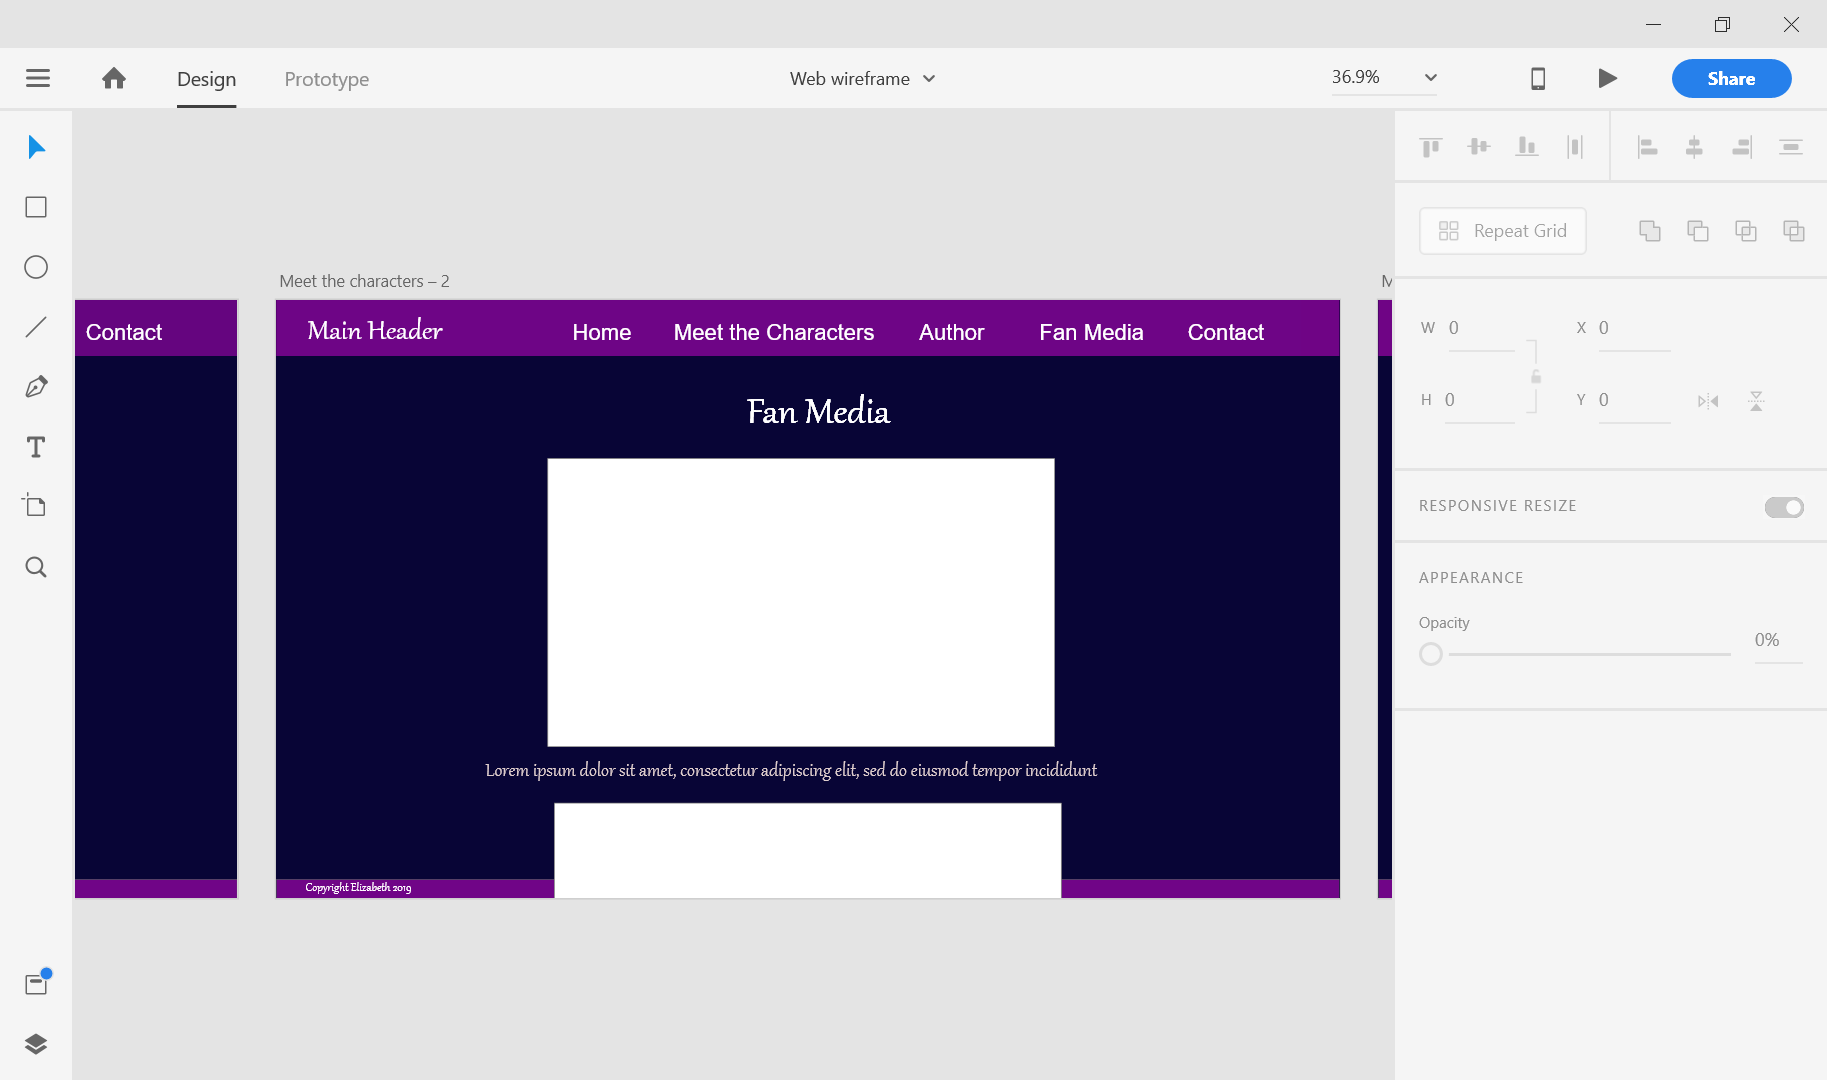 Design Prototype Web wireframe 36.9% Share
Repeat Grid
Meet the characters – 2
M
Contact
Main Header Home Meet the Characters Author Fan Media Contact
Fan Media
Lorem ipsum dolor sit amet, consectetur adipiscing elit, sed do eiusmod tempor incididunt
Copyright Elizabeth 2019
W 0 X 0
H 0 Y 0
RESPONSIVE RESIZE
APPEARANCE
Opacity
0%